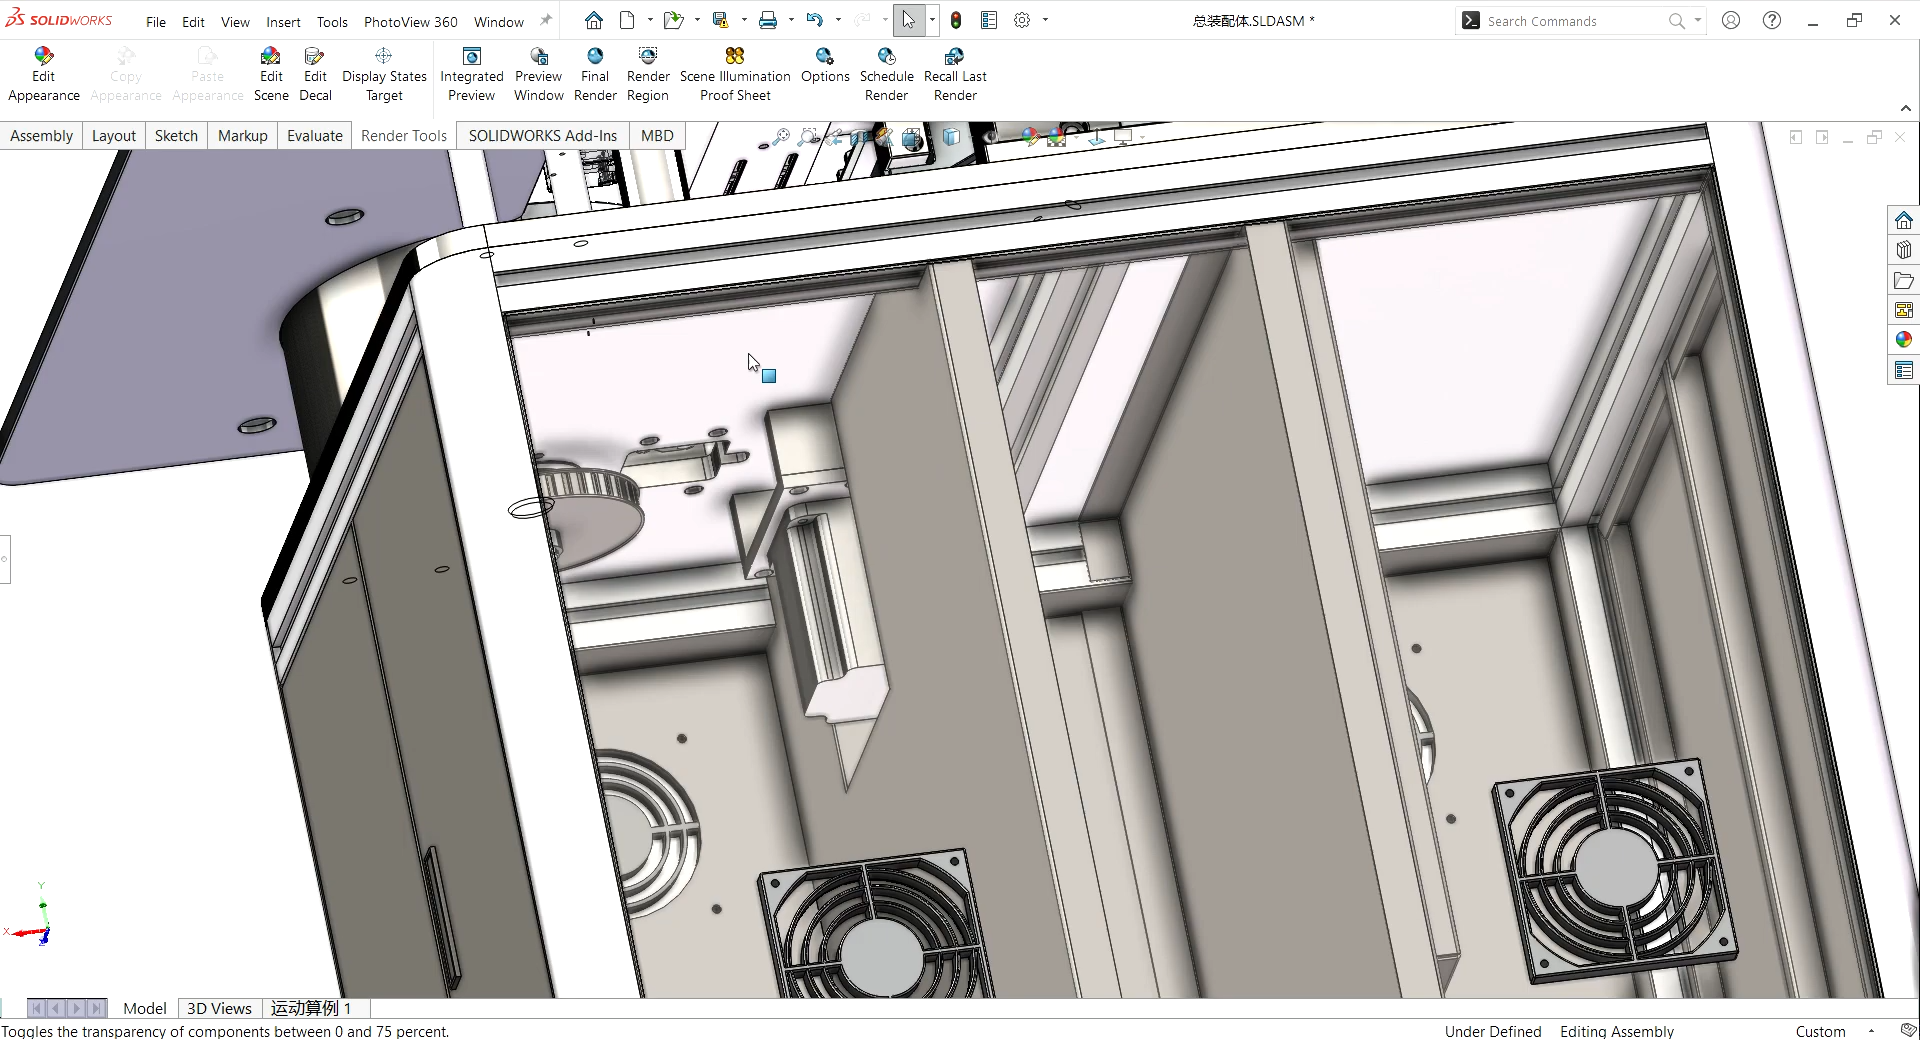 SOLIDWORKS File Edit View Insert Tools PhotoView 360 Window 总装配体.SLDASM * Search Commands
Edit Appearance
Copy Appearance
Paste Appearance
Edit Scene
Edit Decal
Display States Target
Integrated Preview
Preview Window
Final Render
Render Region
Scene Illumination Proof Sheet
Options
Schedule Render
Recall Last Render
Assembly Layout Sketch Markup Evaluate Render Tools SOLIDWORKS Add-Ins MBD
Y
X
Z
Model 3D Views 运动算例 1
Toggles the transparency of components between 0 and 75 percent. Under Defined Editing Assembly Custom